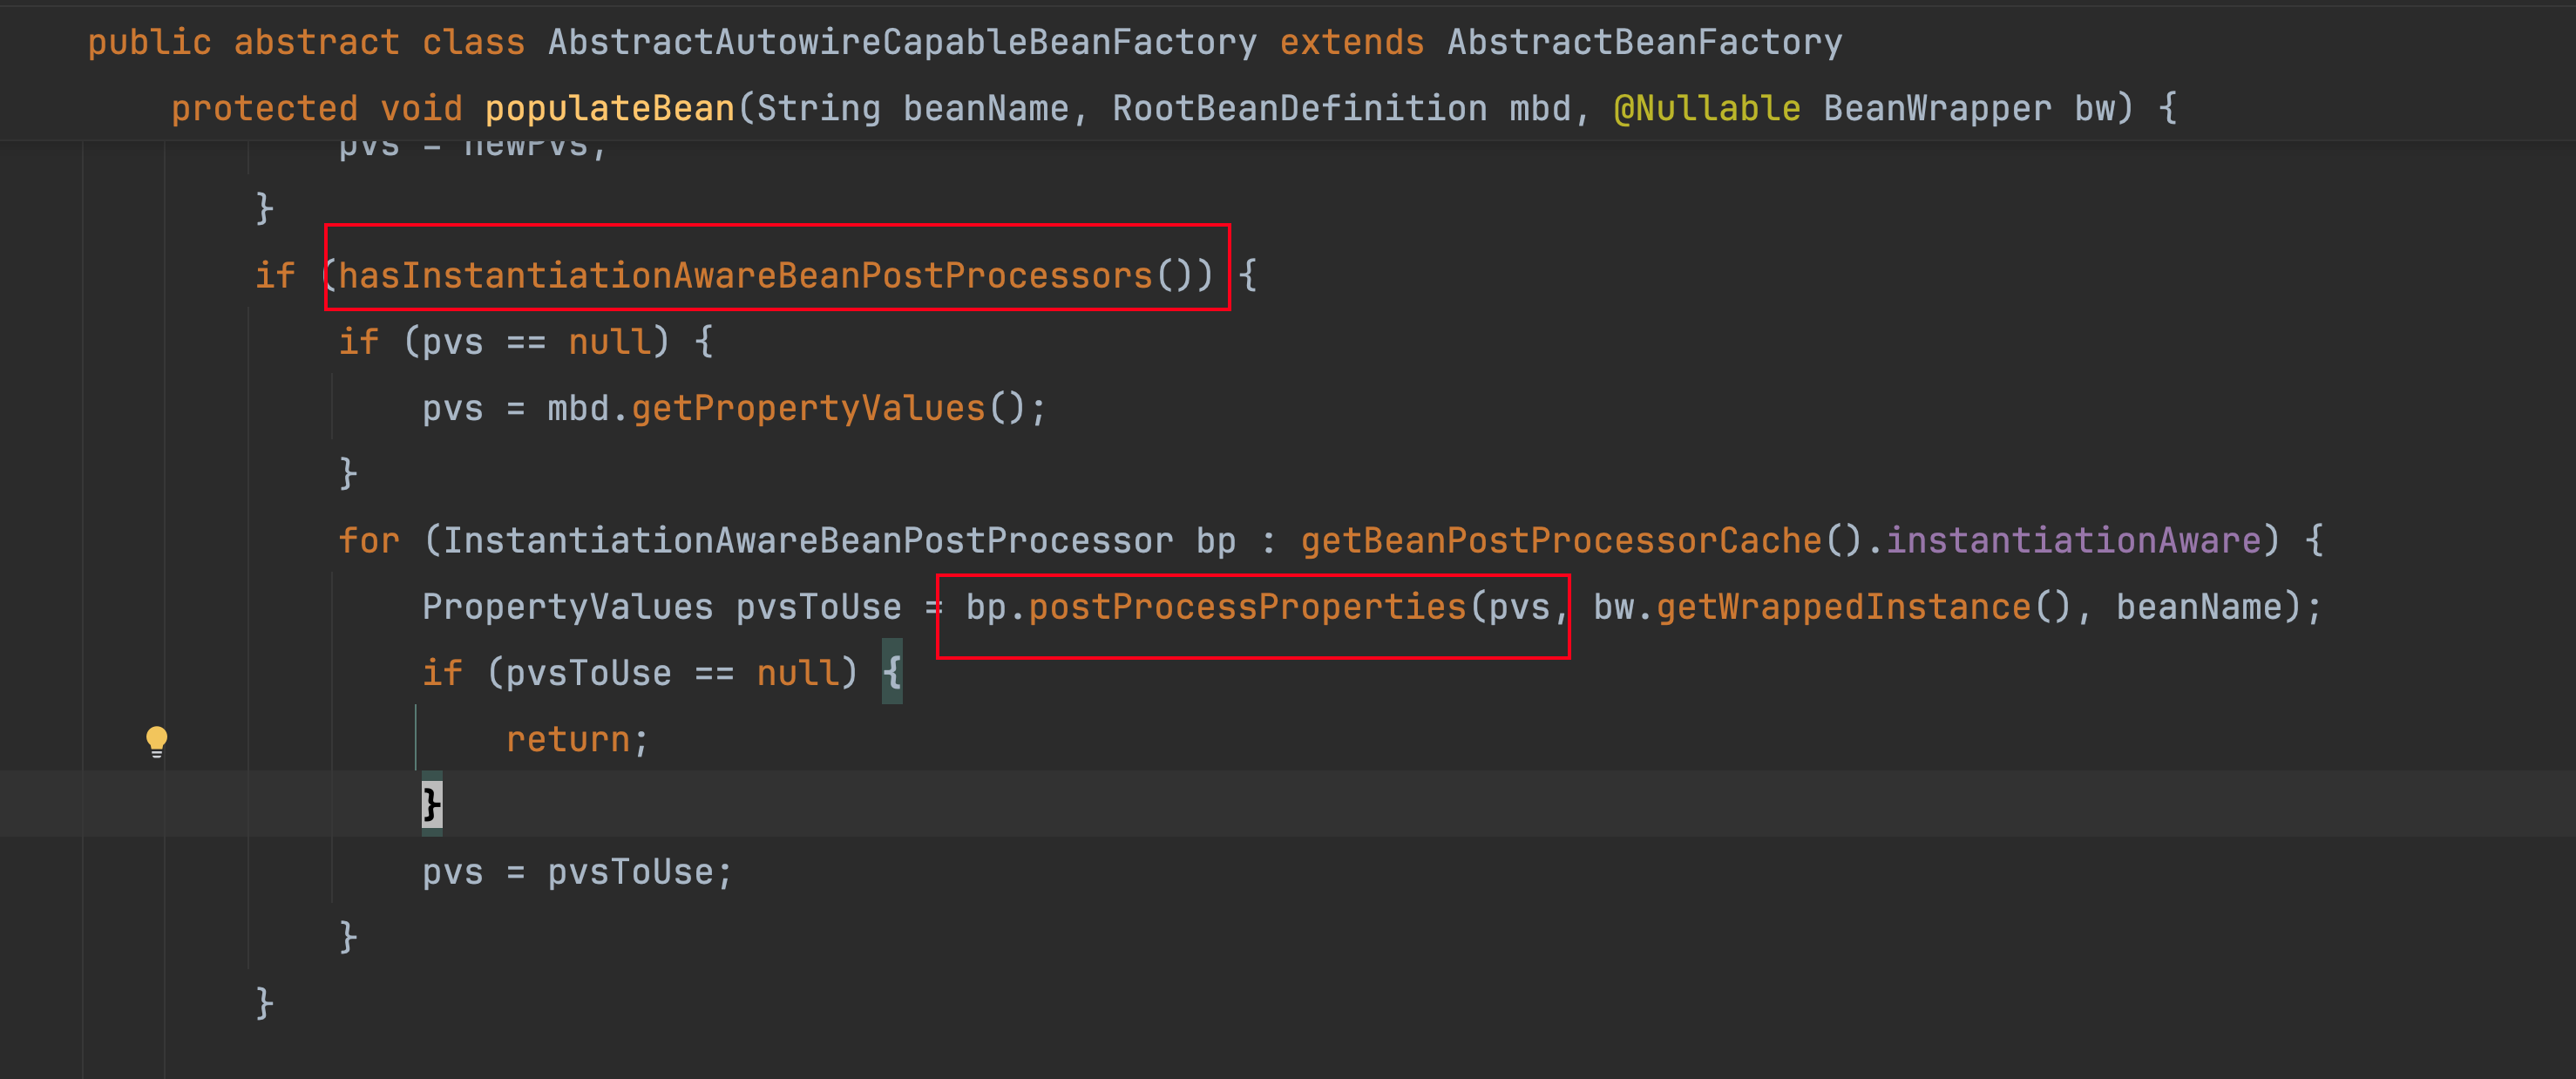 public abstract class AbstractAutowireCapableBeanFactory extends AbstractBeanFactory
protected void populateBean(String beanName, RootBeanDefinition mbd, @Nullable BeanWrapper bw) {
pvs = newPvs;
}
if (hasInstantiationAwareBeanPostProcessors()) {
if (pvs == null) {
pvs = mbd.getPropertyValues();
}
for (InstantiationAwareBeanPostProcessor bp : getBeanPostProcessorCache().instantiationAware) {
PropertyValues pvsToUse = bp.postProcessProperties(pvs, bw.getWrappedInstance(), beanName);
if (pvsToUse == null) {
return;
}
pvs = pvsToUse;
}
}